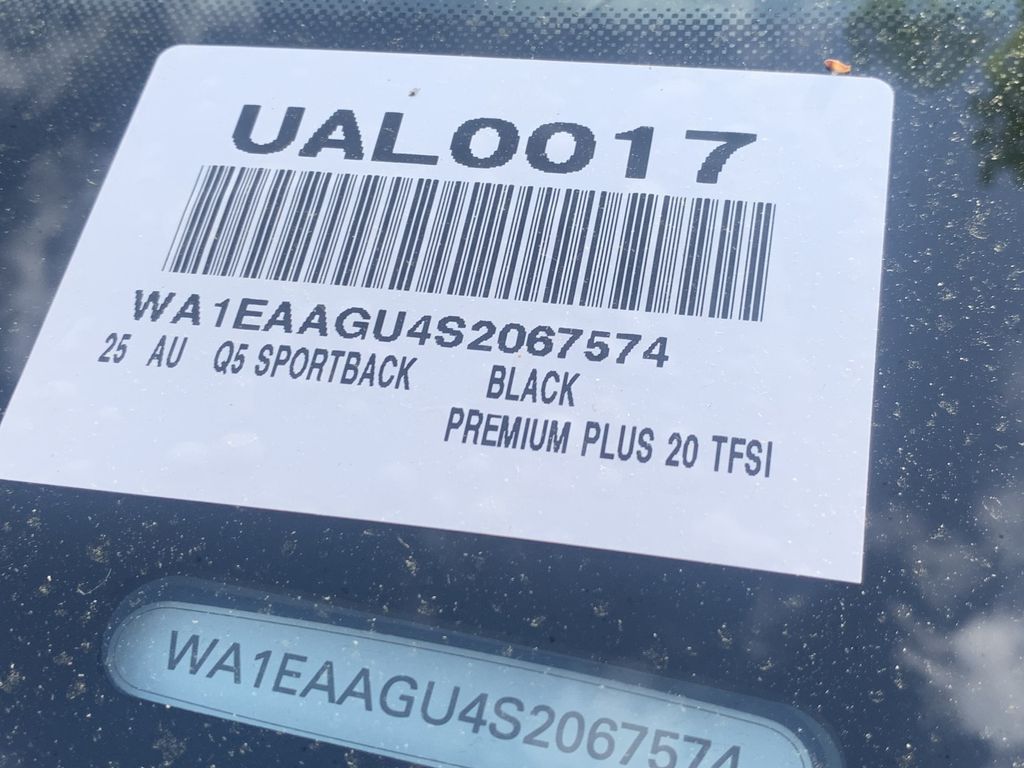 UAL0017
WA1EAAGU4S2067574
25 AU Q5 SPORTBACK BLACK
PREMIUM PLUS 20 TFSI
WA1EAAGU4S2067574